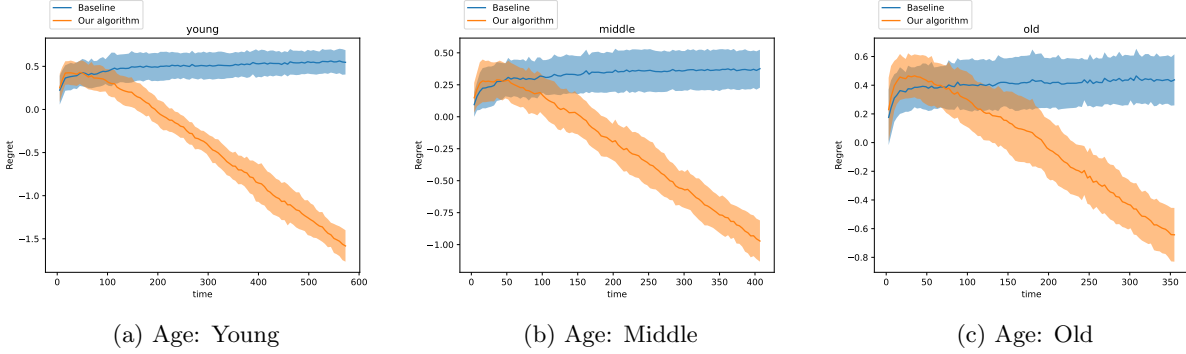 Baseline
Our algorithm
young
Regret
0.5
0.0
−0.5
−1.0
−1.5
0 100 200 300 400 500 600
time
(a) Age: Young
Baseline
Our algorithm
middle
Regret
0.50
0.25
0.00
−0.25
−0.50
−0.75
−1.00
0 50 100 150 200 250 300 350 400
time
(b) Age: Middle
Baseline
Our algorithm
old
Regret
0.6
0.4
0.2
0.0
−0.2
−0.4
−0.6
−0.8
0 50 100 150 200 250 300 350
time
(c) Age: Old